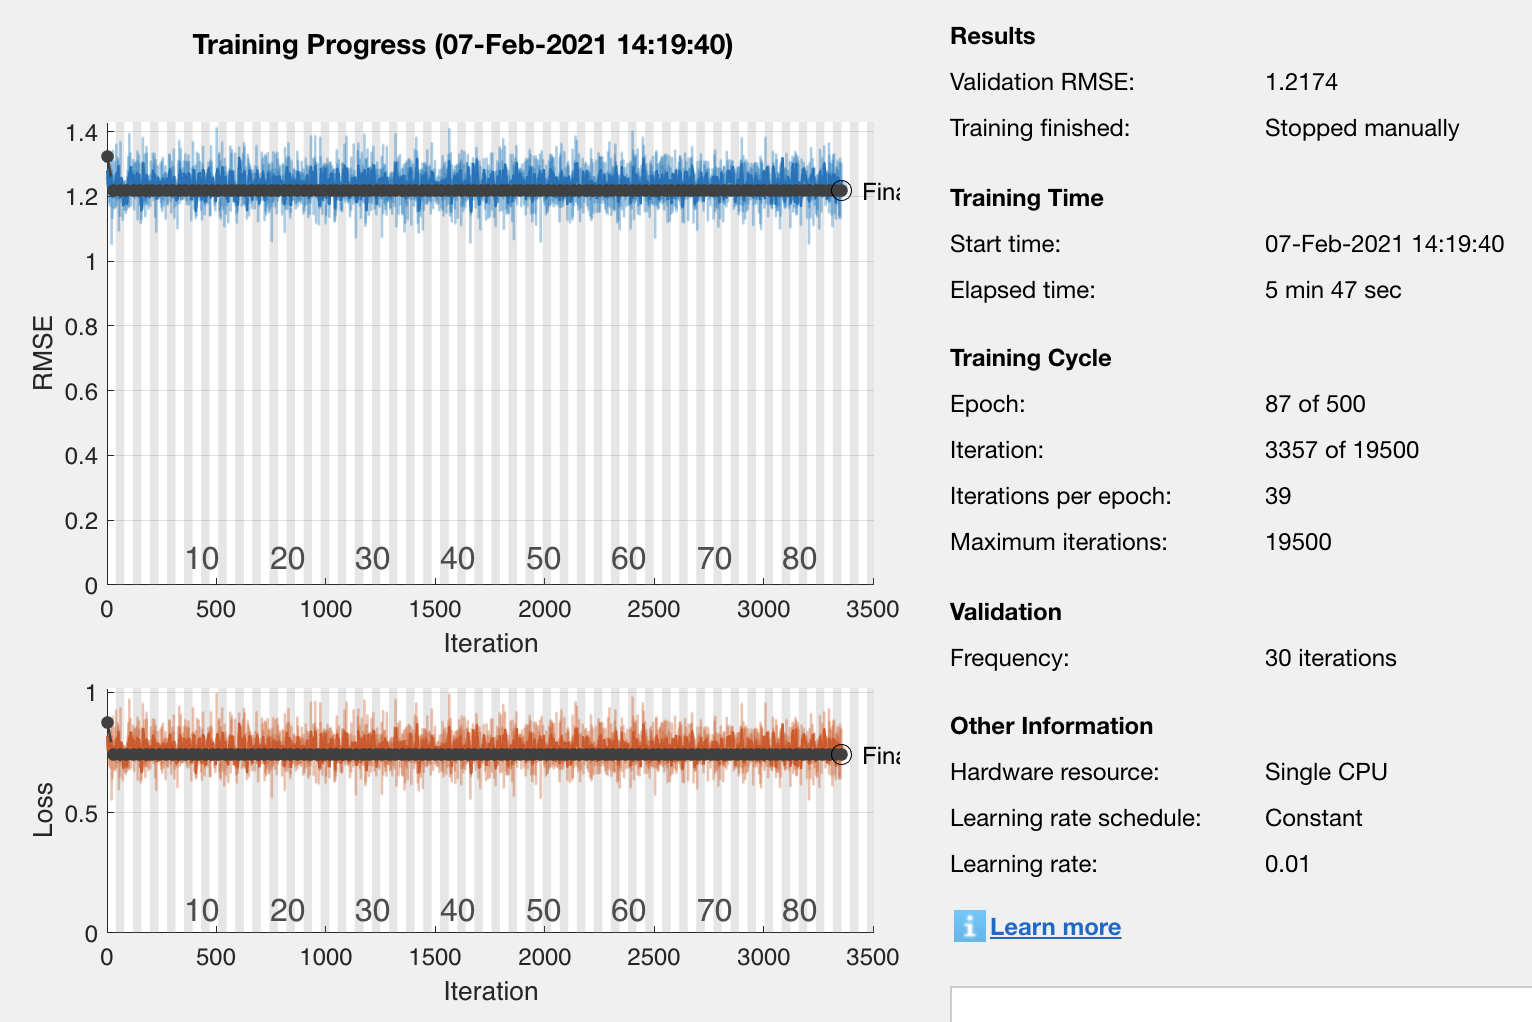 Training Progress (07-Feb-2021 14:19:40)
1.4
1.2
1
0.8
0.6
0.4
0.2
0
RMSE
10 20 30 40 50 60 70 80
0 500 1000 1500 2000 2500 3000 3500
Iteration
Fina
1
0.5
0
Loss
10 20 30 40 50 60 70 80
0 500 1000 1500 2000 2500 3000 3500
Iteration
Fina
Results
Validation RMSE: 1.2174
Training finished: Stopped manually
Training Time
Start time: 07-Feb-2021 14:19:40
Elapsed time: 5 min 47 sec
Training Cycle
Epoch: 87 of 500
Iteration: 3357 of 19500
Iterations per epoch: 39
Maximum iterations: 19500
Validation
Frequency: 30 iterations
Other Information
Hardware resource: Single CPU
Learning rate schedule: Constant
Learning rate: 0.01
i Learn more